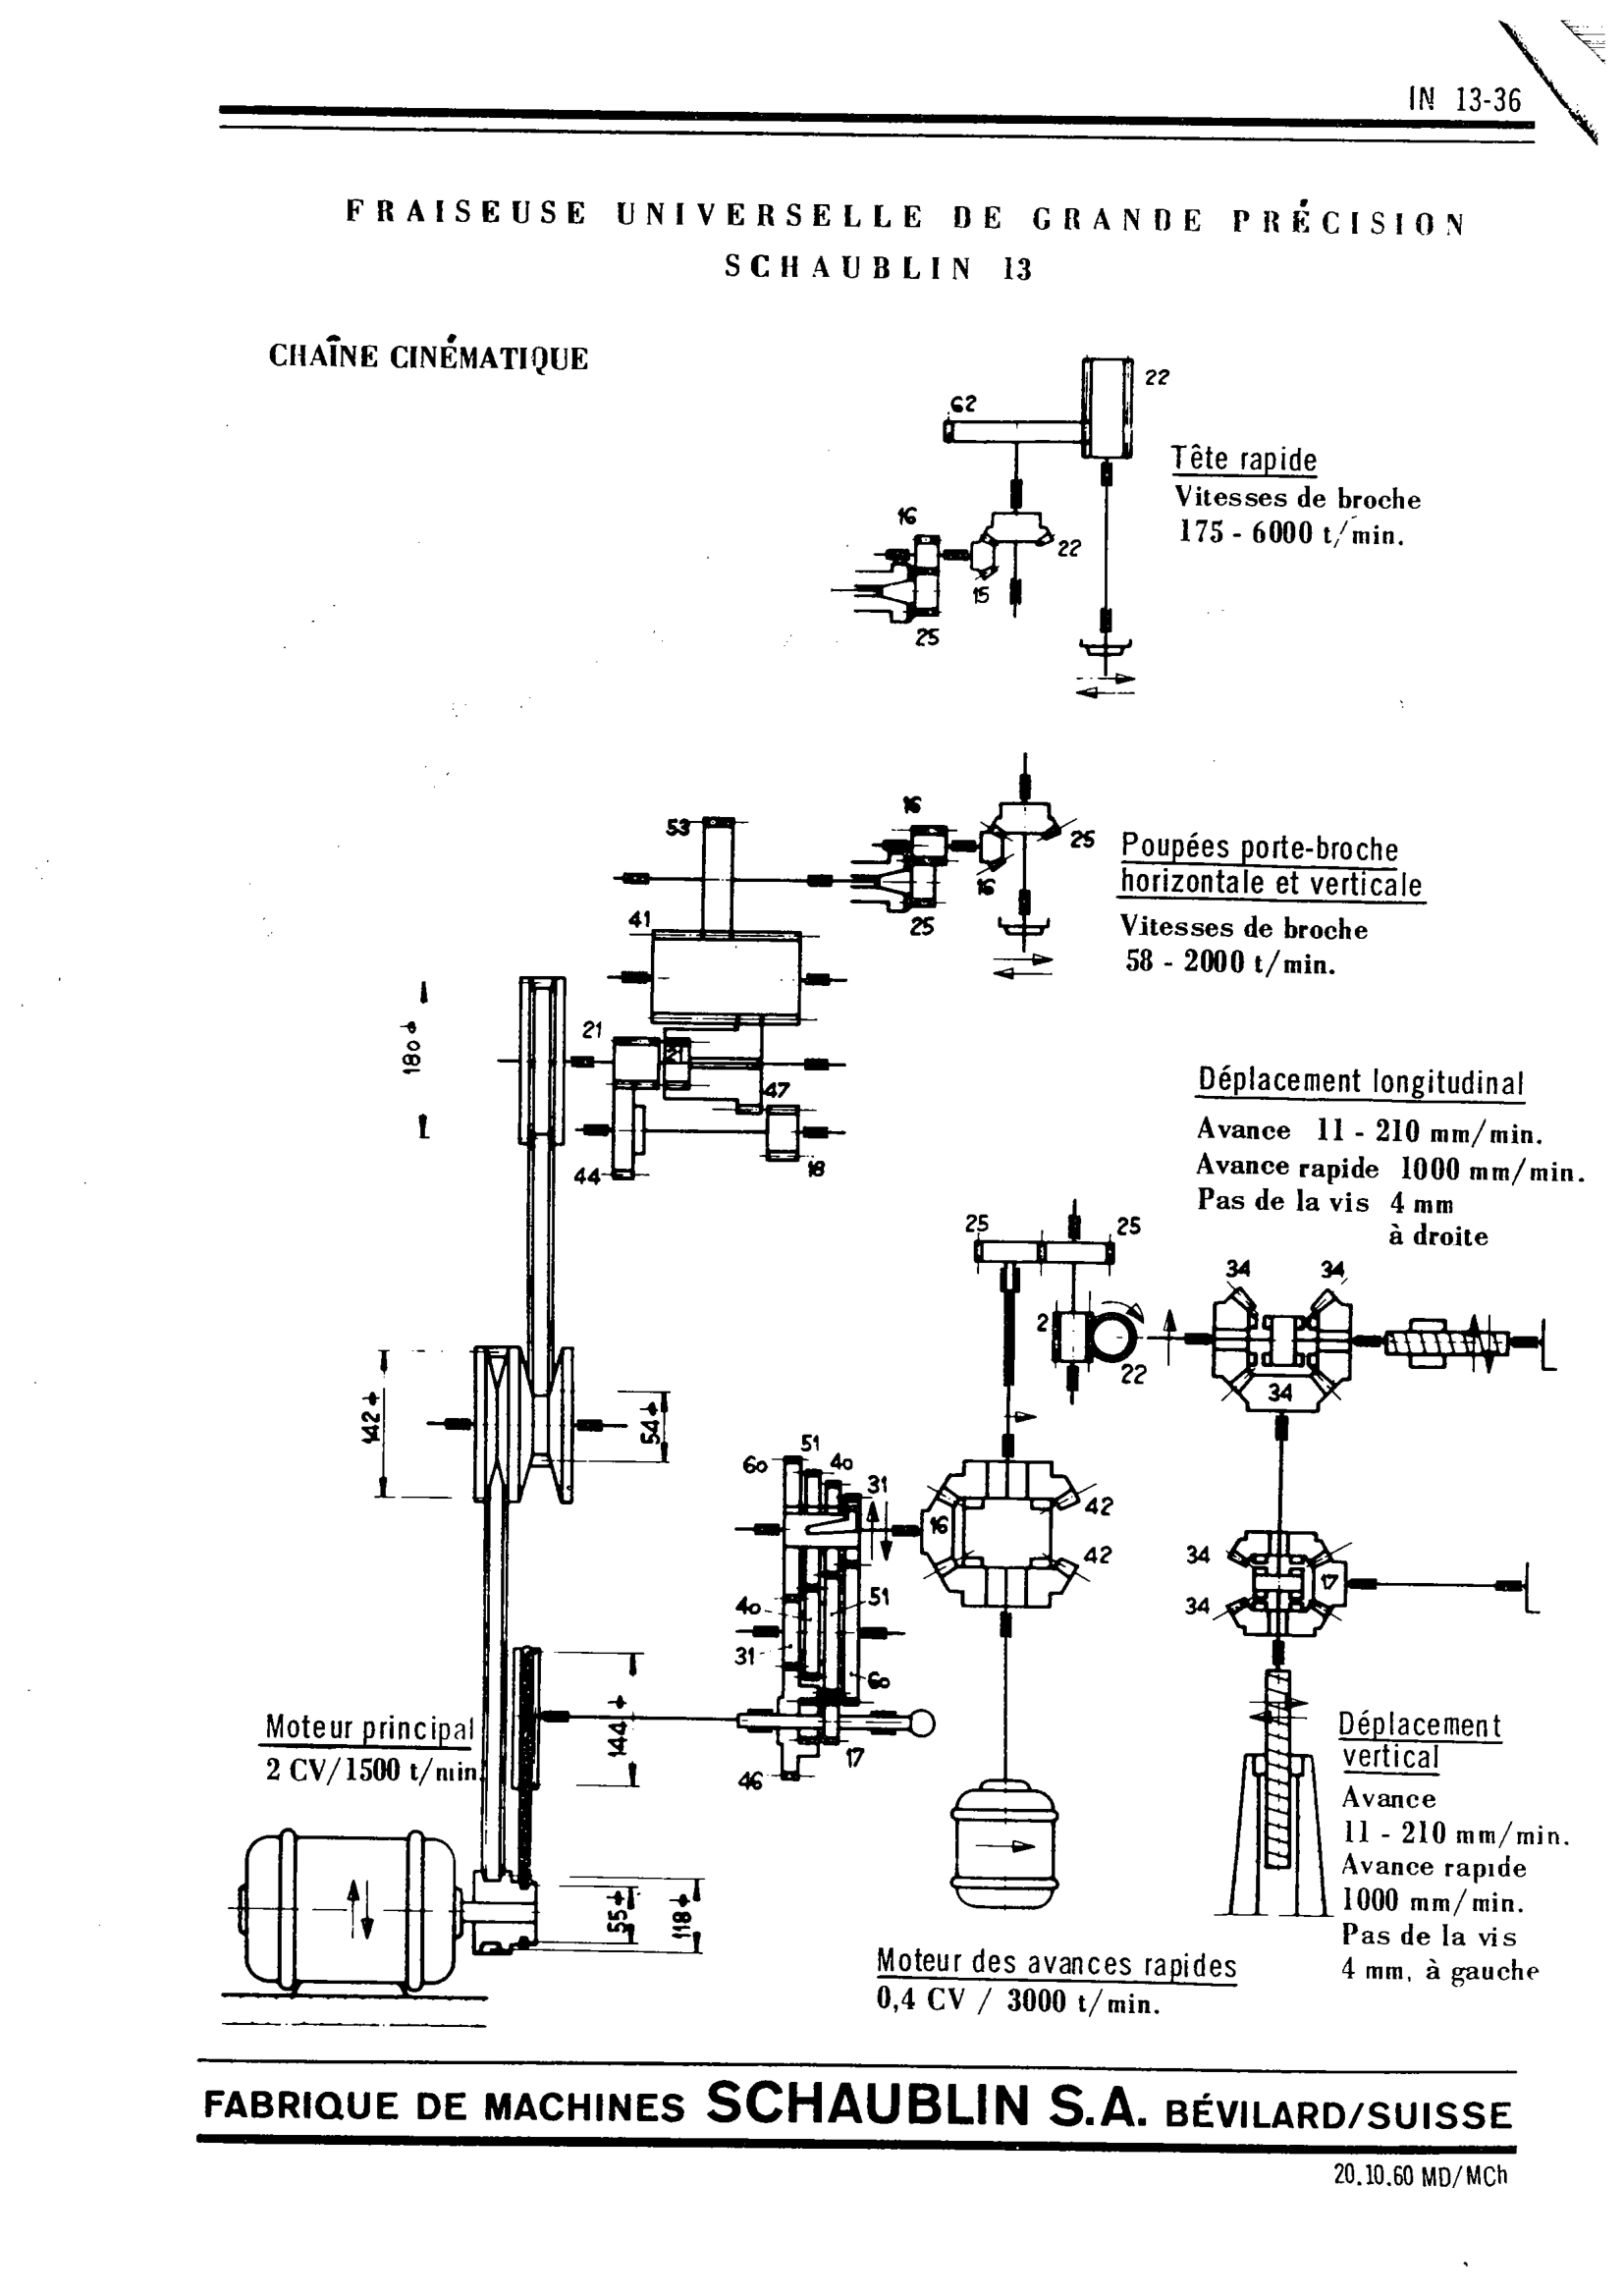 IN 13-36
FRAISEUSE UNIVERSELLE DE GRANDE PRÉCISION
SCHAUBLIN 13
CHAÎNE CINÉMATIQUE
22
62
Tête rapide
Vitesses de broche
175 - 6000 t/min.
16
22
15
25
53
16
25
Poupées porte-broche
horizontale et verticale
16
41
25
Vitesses de broche
58 - 2000 t/min.
180 ϕ
21
47
44
18
Déplacement longitudinal
Avance 11 - 210 mm/min.
Avance rapide 1000 mm/min.
Pas de la vis 4 mm
à droite
25
25
34
34
2
22
34
142 ϕ
54 ϕ
60
51
40
31
16
42
42
34
17
34
40
51
31
60
144 ϕ
17
46
Moteur principal
2 CV/1500 t/min
Déplacement
vertical
Avance
11 - 210 mm/min.
Avance rapide
1000 mm/min.
Pas de la vis
4 mm, à gauche
55 ϕ
118 ϕ
Moteur des avances rapides
0,4 CV / 3000 t/min.
FABRIQUE DE MACHINES SCHAUBLIN S.A. BÉVILARD/SUISSE
20.10.60 MD/MCh